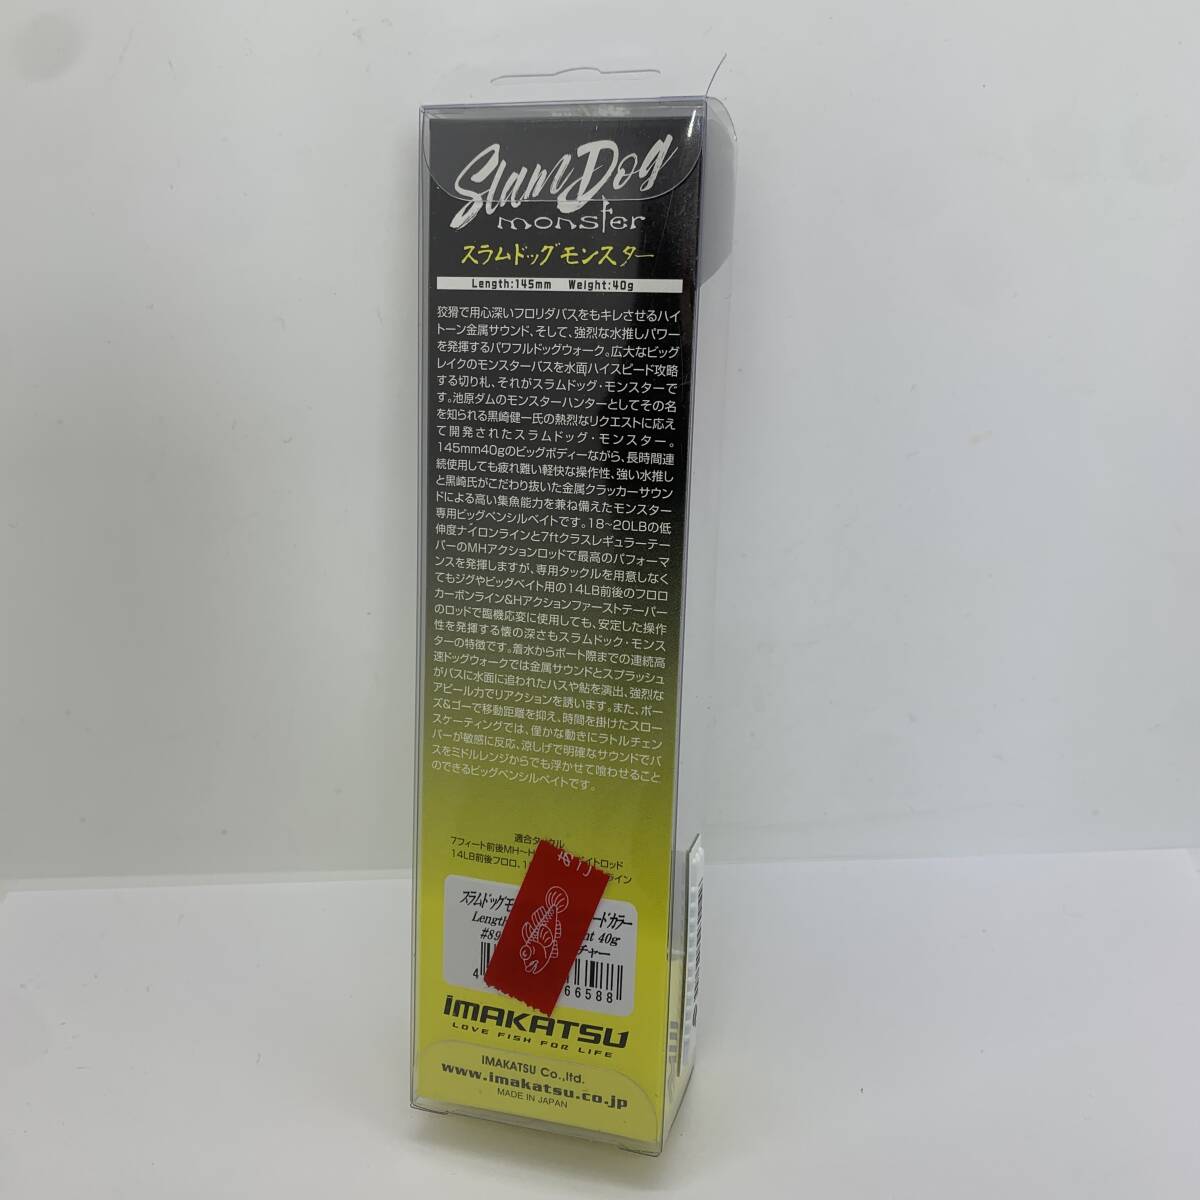 Slam Dog
monster
スラムドッグモンスター
Length:145mm Weight:40g
狡猾で用心深いフロリダバスをもキレさせるハイ
トーン金属サウンド、そして、強烈な水推しパワー
を発揮するパワフルドッグウォーク。広大なビッグ
レイクのモンスターバスを水面ハイスピード攻略
する切り札、それがスラムドッグ・モンスターで
す。池原ダムのモンスターハンターとしてその名
を知られる黒崎健一氏の熱烈なリクエストに応え
て開発されたスラムドッグ・モンスター。
145mm40gのビッグボディーながら、長時間連
続使用しても疲れ難い軽快な操作性、強い水推し
と黒崎氏がこだわり抜いた金属クラッカーサウン
ドによる高い集魚能力を兼ね備えたモンスター
専用ビッグペンシルベイトです。18~20LBの低
伸度ナイロンラインと7ftクラスレギュラーテー
パーのMHアクションロッドで最高のパフォーマ
ンスを発揮しますが、専用タックルを用意しなく
てもジグやビッグベイト用の14LB前後のフロロ
カーボンライン&Hアクションファーストテーパー
のロッドで臨機応変に使用しても、安定した操作
性を発揮する懐の深さもスラムドック・モンス
ターの特徴です。着水からボート際までの連続高
速ドッグウォークでは金属サウンドとスプラッシュ
がバスに水面に追われたハスや鮎を演出、強烈な
アピール力でリアクションを誘います。また、ポー
ズ&ゴーで移動距離を抑え、時間を掛けたスロー
スケーティングでは、僅かな動きにラトルチェン
バーが敏感に反応、涼しげで明確なサウンドでバ
スをミドルレンジからでも浮かせて喰わせること
のできるビッグペンシルベイトです。
適合タックル
7フィート前後MH~H ベイトロッド
14LB前後フロロ、1 ライン
スラムドッグモ ードカラー
Length 40g
#89 チャー
4 66588
IMAKATSU
LOVE FISH FOR LIFE
IMAKATSU Co.,ltd.
www.imakatsu.co.jp
MADE IN JAPAN